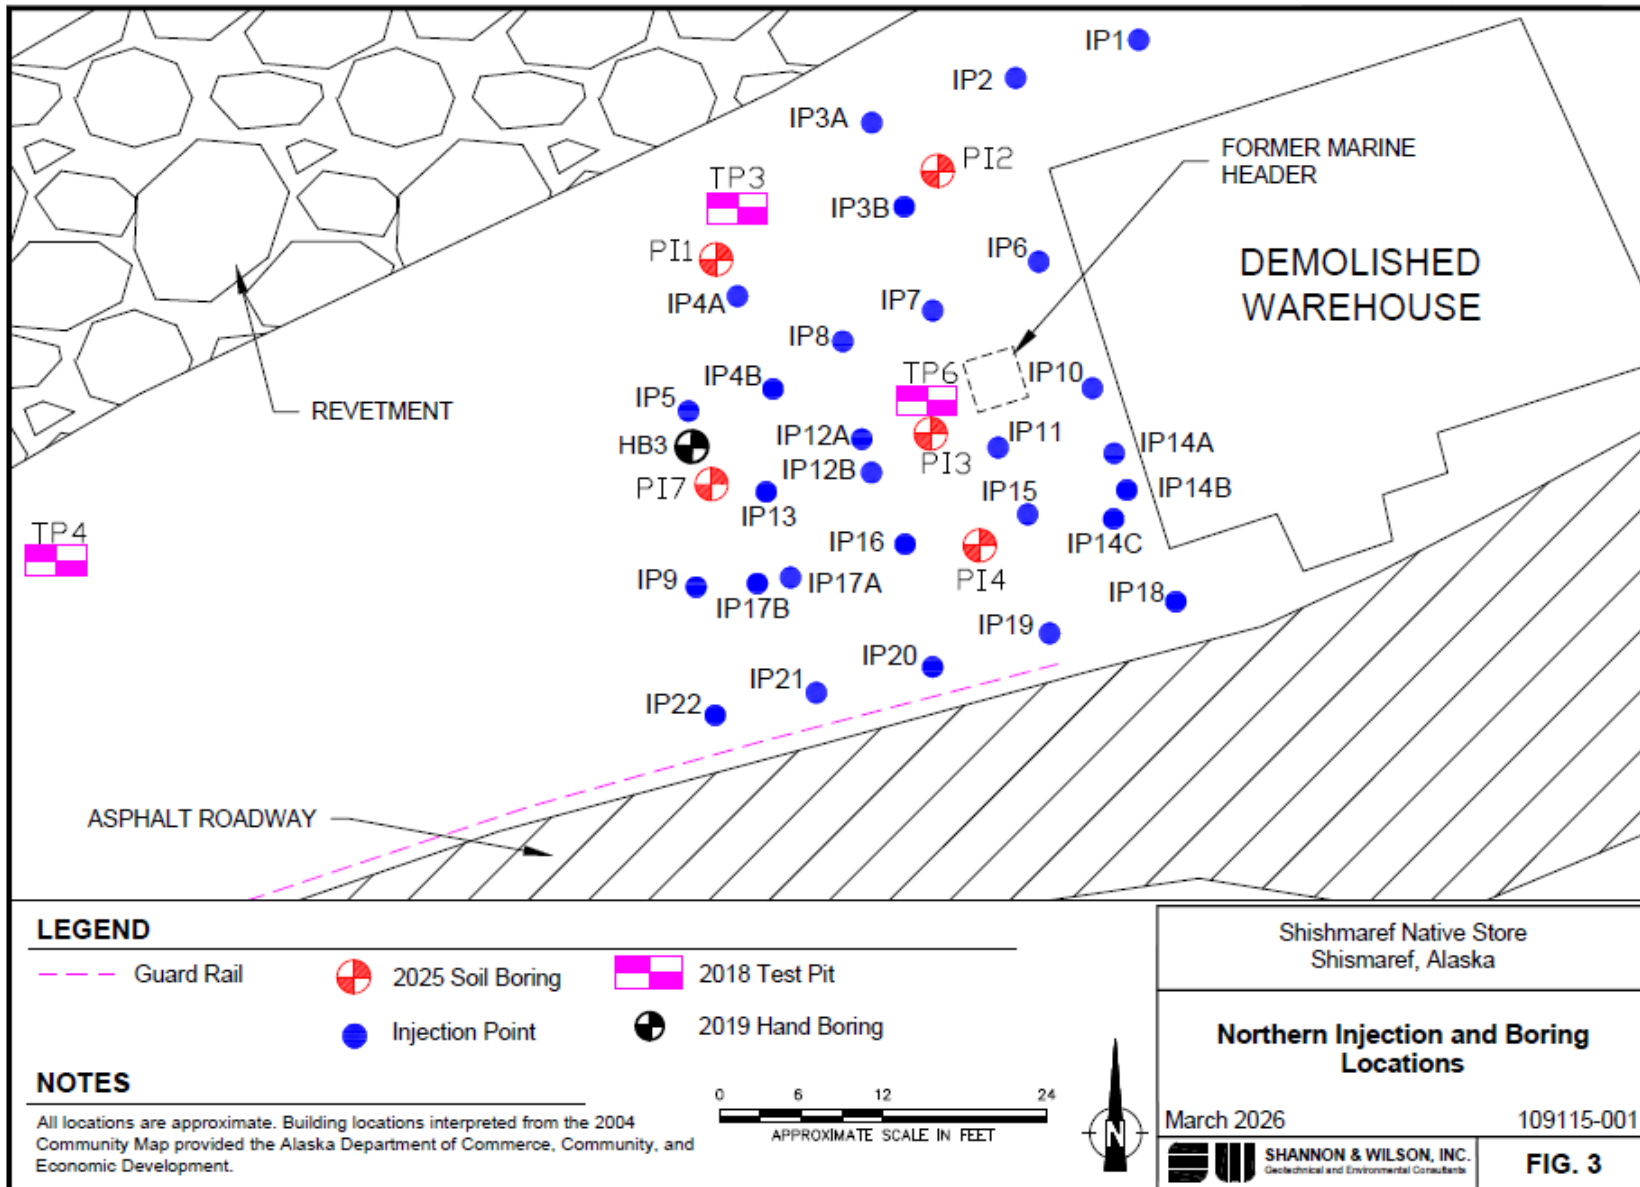 IP1
IP2
IP3A
PI2
FORMER MARINE
HEADER
TP3
IP3B
PI1
IP6
DEMOLISHED
WAREHOUSE
IP4A
IP7
IP8
IP4B
TP6
IP10
IP5
REVETMENT
HB3
IP12A
IP11
IP14A
PI3
IP12B
PI7
IP15
IP14B
IP13
TP4
IP16
IP14C
PI4
IP9
IP17A
IP17B
IP18
IP19
IP20
IP21
IP22
ASPHALT ROADWAY
LEGEND
Guard Rail
2025 Soil Boring
2018 Test Pit
Injection Point
2019 Hand Boring
NOTES
All locations are approximate. Building locations interpreted from the 2004
Community Map provided the Alaska Department of Commerce, Community, and
Economic Development.
0 6 12 24
APPROXIMATE SCALE IN FEET
N
Shishmaref Native Store
Shismaref, Alaska
Northern Injection and Boring
Locations
March 2026 109115-001
SHANNON & WILSON, INC.
Geotechnical and Environmental Consultants
FIG. 3